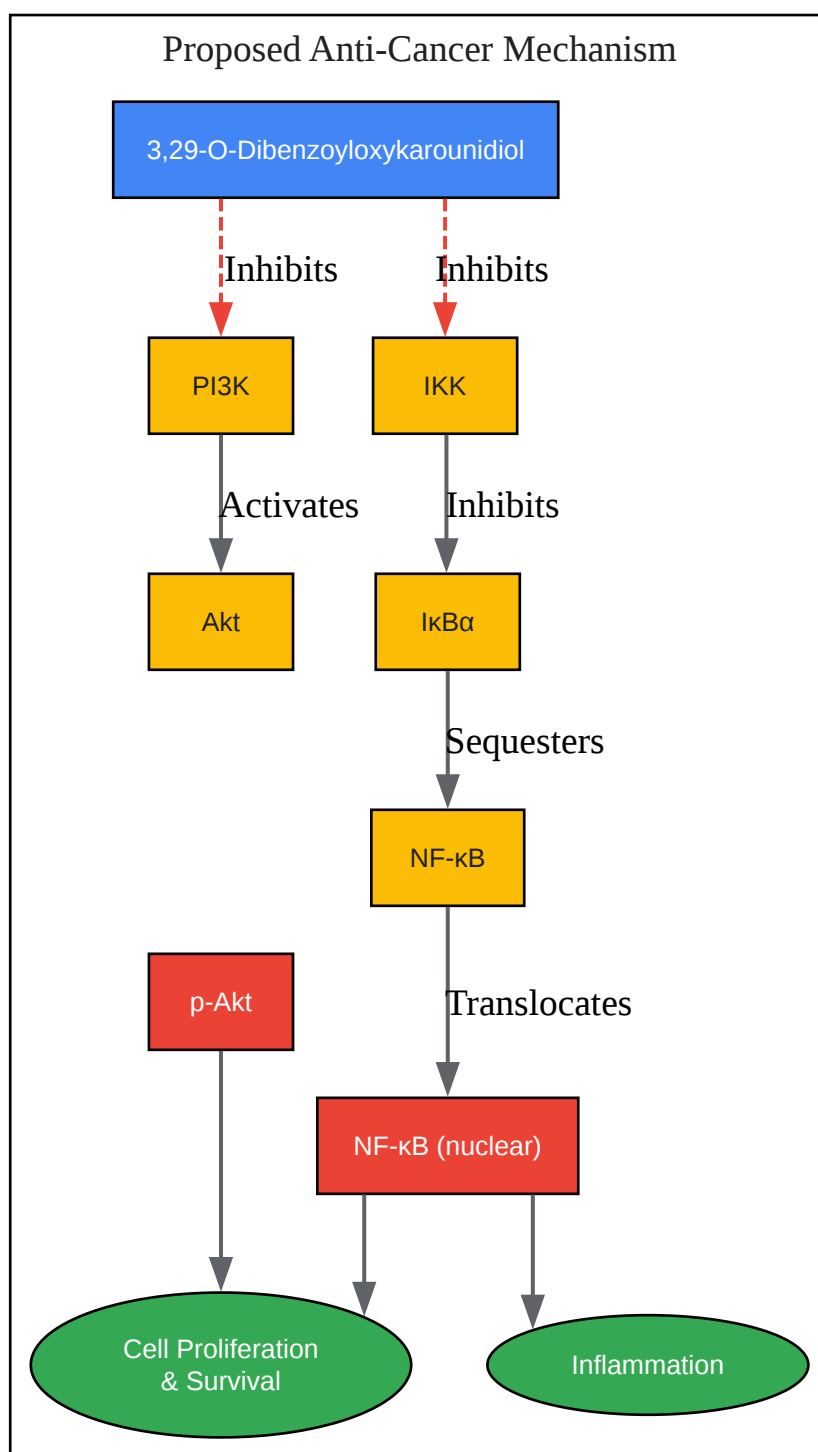 Proposed Anti-Cancer Mechanism
3,29-O-Dibenzoyloxykarounidiol
Inhibits
Inhibits
PI3K
IKK
Activates
Inhibits
Akt
IκBα
Sequesters
NF-κB
p-Akt
Translocates
NF-κB (nuclear)
Cell Proliferation
& Survival
Inflammation